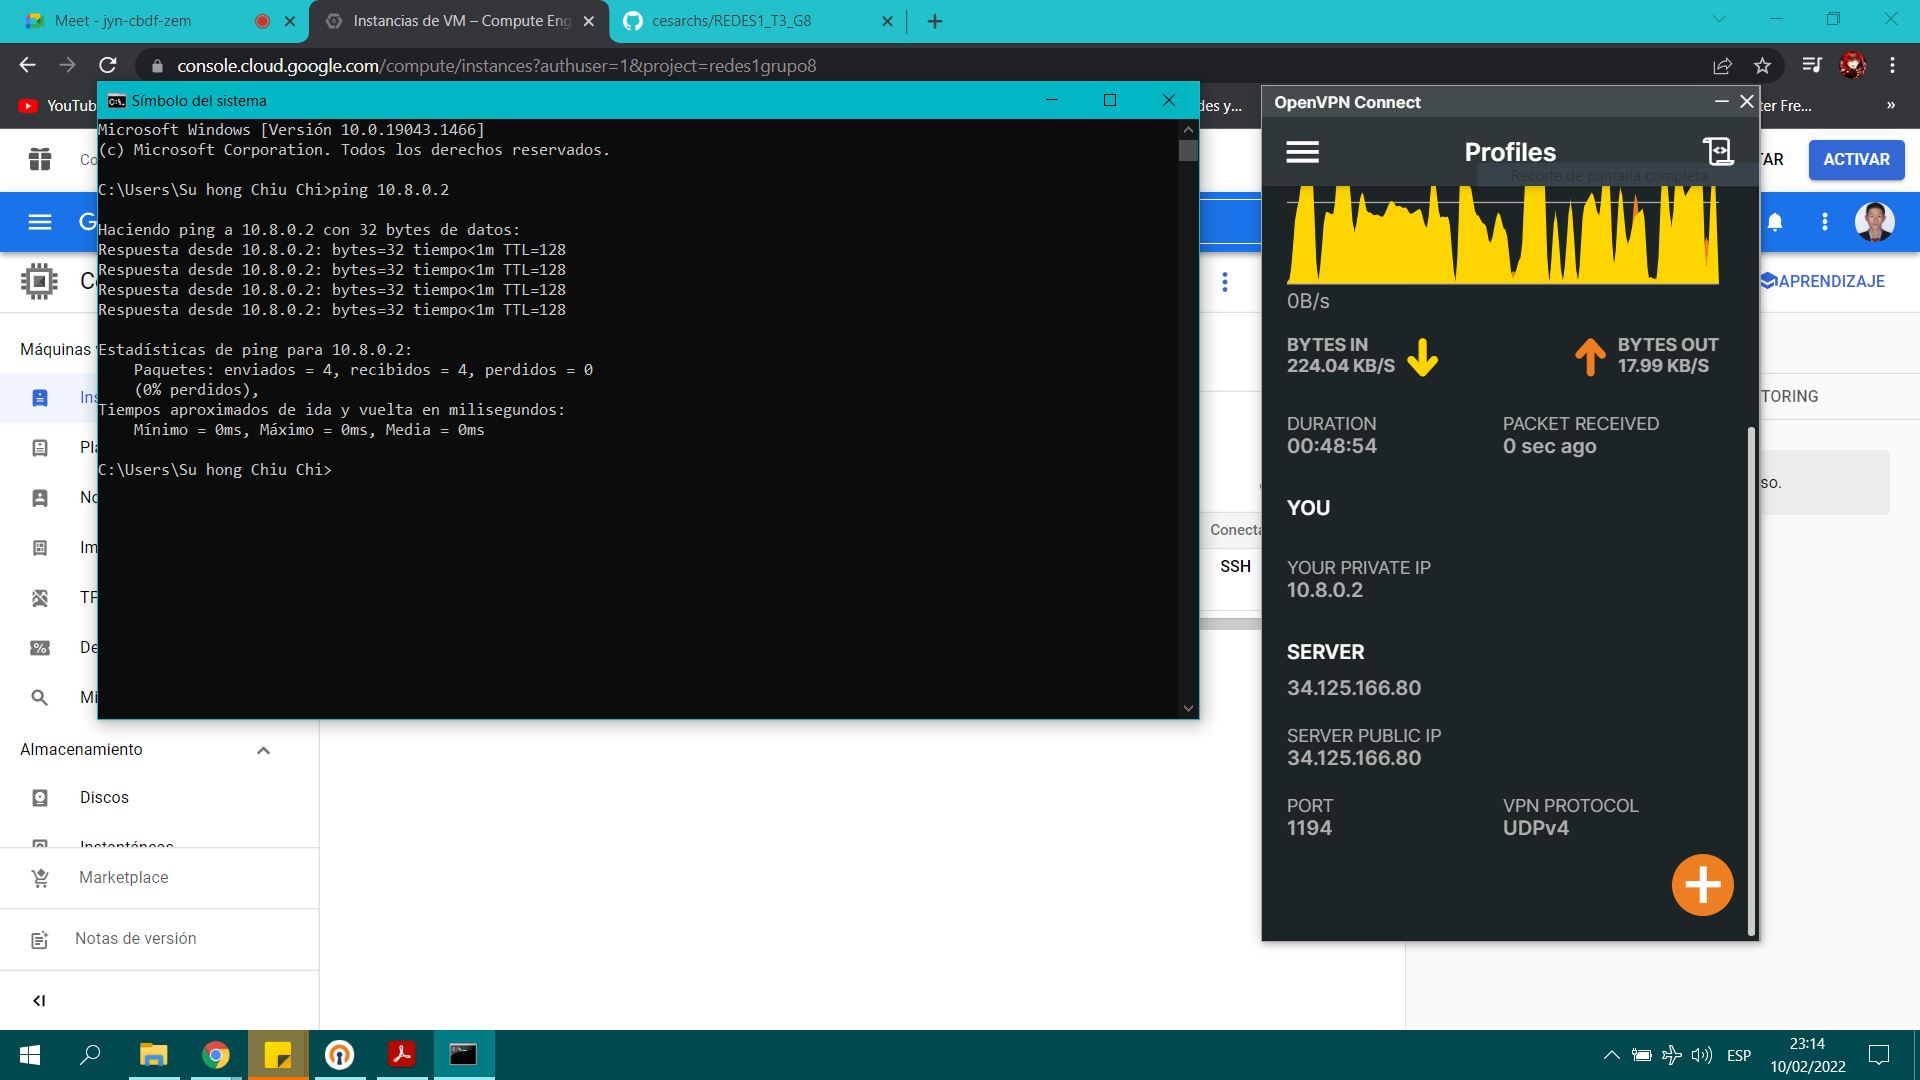 Meet - jyn-cbdf-zem
Instancias de VM – Compute Eng
cesarchs/REDES1_T3_G8
console.cloud.google.com/compute/instances?authuser=1&project=redes1grupo8
YouTub
des y...
ter Fre...
»
Símbolo del sistema
Microsoft Windows [Versión 10.0.19043.1466]
(c) Microsoft Corporation. Todos los derechos reservados.
C:\Users\Su hong Chiu Chi>ping 10.8.0.2
Haciendo ping a 10.8.0.2 con 32 bytes de datos:
Respuesta desde 10.8.0.2: bytes=32 tiempo<1m TTL=128
Respuesta desde 10.8.0.2: bytes=32 tiempo<1m TTL=128
Respuesta desde 10.8.0.2: bytes=32 tiempo<1m TTL=128
Respuesta desde 10.8.0.2: bytes=32 tiempo<1m TTL=128
Estadísticas de ping para 10.8.0.2:
Paquetes: enviados = 4, recibidos = 4, perdidos = 0
(0% perdidos),
Tiempos aproximados de ida y vuelta en milisegundos:
Mínimo = 0ms, Máximo = 0ms, Media = 0ms
C:\Users\Su hong Chiu Chi>
OpenVPN Connect
Profiles
Recorte de pantalla completa
0B/s
BYTES IN
224.04 KB/S
BYTES OUT
17.99 KB/S
DURATION
00:48:54
PACKET RECEIVED
0 sec ago
YOU
YOUR PRIVATE IP
10.8.0.2
SERVER
34.125.166.80
SERVER PUBLIC IP
34.125.166.80
PORT
1194
VPN PROTOCOL
UDPv4
Co
TAR
ACTIVAR
G
C
APRENDIZAJE
Máquinas v
Ins
TORING
Pla
No
so.
Im
Conecta
SSH
TP
De
Mi
Almacenamiento
Discos
Instantáneas
Marketplace
Notas de versión
ESP
23:14
10/02/2022